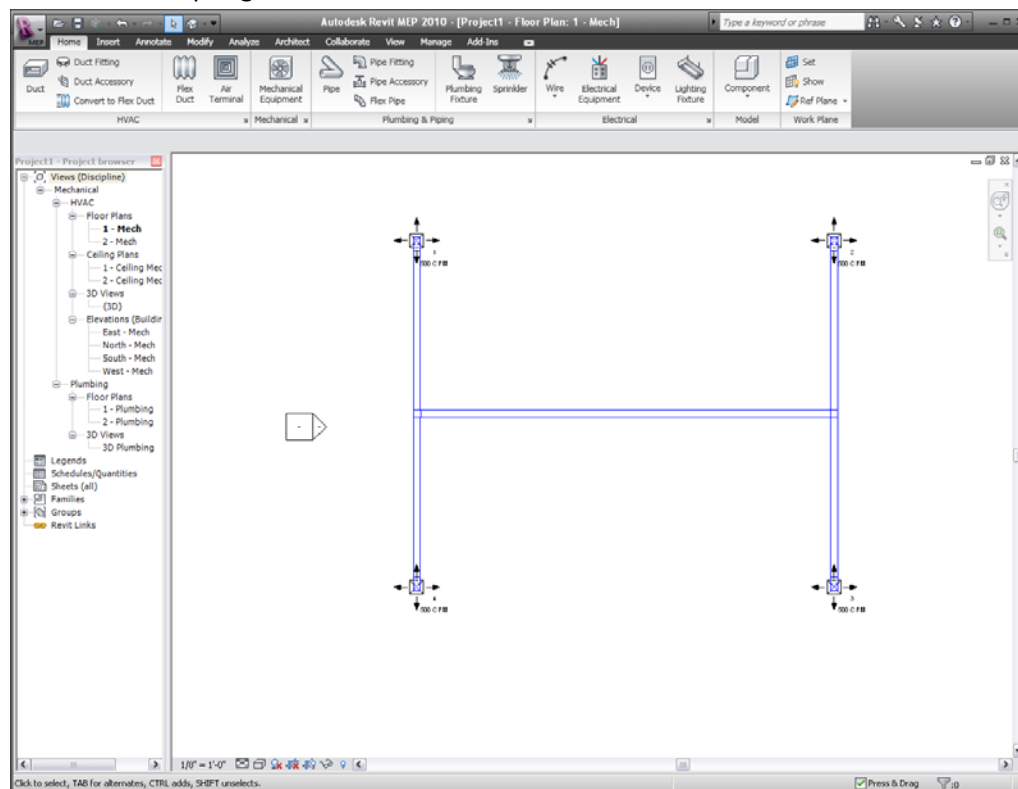 Autodesk Revit MEP 2010 - [Project1 - Floor Plan: 1 - Mech]
Type a keyword or phrase
MEP
Home Insert Annotate Modify Analyze Architect Collaborate View Manage Add-Ins
Duct
Duct Fitting
Duct Accessory
Convert to Flex Duct
Flex Duct
Air Terminal
Mechanical Equipment
Pipe
Pipe Fitting
Pipe Accessory
Flex Pipe
Plumbing Fixture
Sprinkler
Wire
Electrical Equipment
Device
Lighting Fixture
Component
Set
Show
Ref Plane
HVAC
Mechanical
Plumbing & Piping
Electrical
Model
Work Plane
Project1 - Project browser
Views (Discipline)
Mechanical
HVAC
Floor Plans
1 - Mech
2 - Mech
Ceiling Plans
1 - Ceiling Mec
2 - Ceiling Mec
3D Views
{3D}
Elevations (Buildin
East - Mech
North - Mech
South - Mech
West - Mech
Plumbing
Floor Plans
1 - Plumbing
2 - Plumbing
3D Views
3D Plumbing
Legends
Schedules/Quantities
Sheets (all)
Families
Groups
Revit Links
500 CFM
2
500 CFM
4
500 CFM
3
500 CFM
1/8" = 1'-0"
Click to select, TAB for alternates, CTRL adds, SHIFT unselects.
Press & Drag
:0